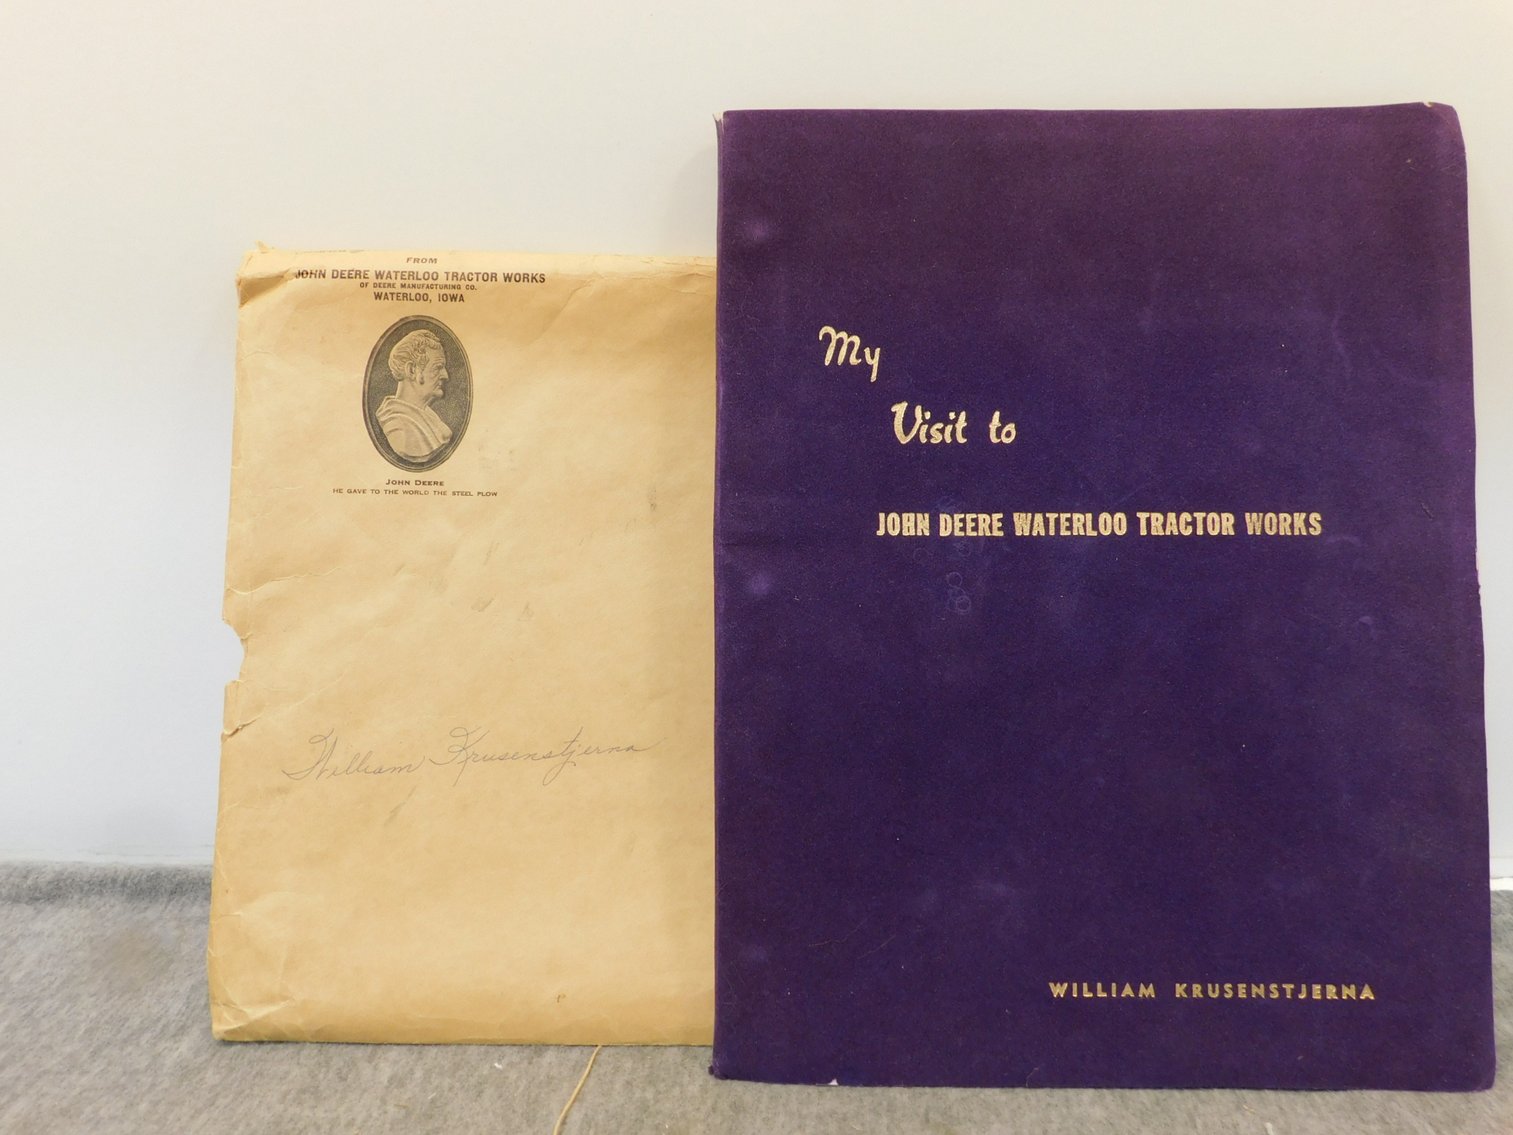 FROM
JOHN DEERE WATERLOO TRACTOR WORKS
OF DEERE MANUFACTURING CO.
WATERLOO, IOWA
JOHN DEERE
HE GAVE TO THE WORLD THE STEEL PLOW
William Krusenstjerna
My
Visit to
JOHN DEERE WATERLOO TRACTOR WORKS
WILLIAM KRUSENSTJERNA